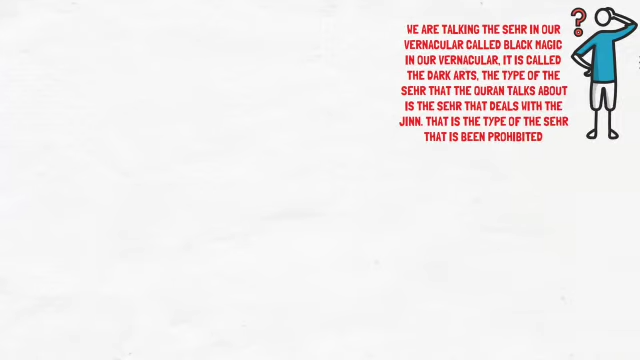 WE ARE TALKING THE SEHR IN OUR
VERNACULAR CALLED BLACK MAGIC
IN OUR VERNACULAR, IT IS CALLED
THE DARK ARTS, THE TYPE OF THE
SEHR THAT THE QURAN TALKS ABOUT
IS THE SEHR THAT DEALS WITH THE
JINN. THAT IS THE TYPE OF THE SEHR
THAT IS BEEN PROHIBITED
?